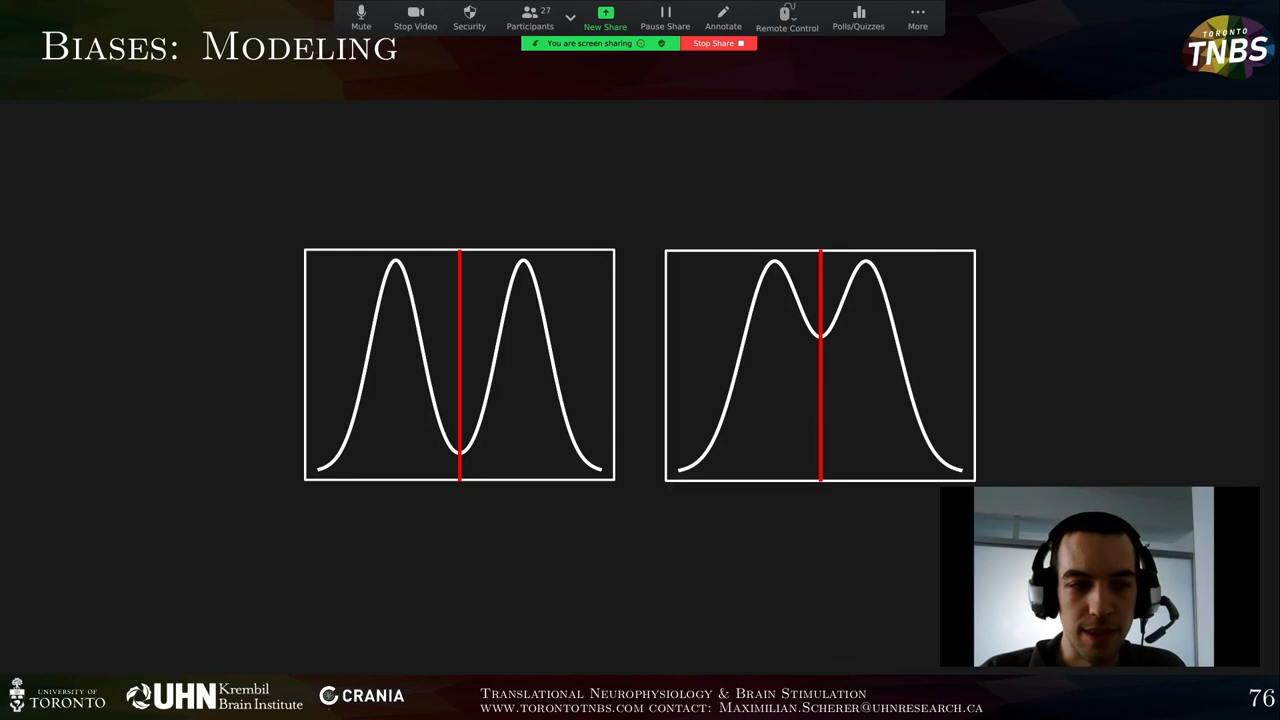 Mute
Stop Video
Security
Participants
27
New Share
Pause Share
Annotate
Remote Control
Polls/Quizzes
More
You are screen sharing
Stop Share
Biases: Modeling
TORONTO
TNBS
UNIVERSITY OF
TORONTO
UHN
Krembil
Brain Institute
CRANIA
Translational Neurophysiology & Brain Stimulation
www.torontotnbs.com contact: Maximilian.Scherer@uhnresearch.ca
76